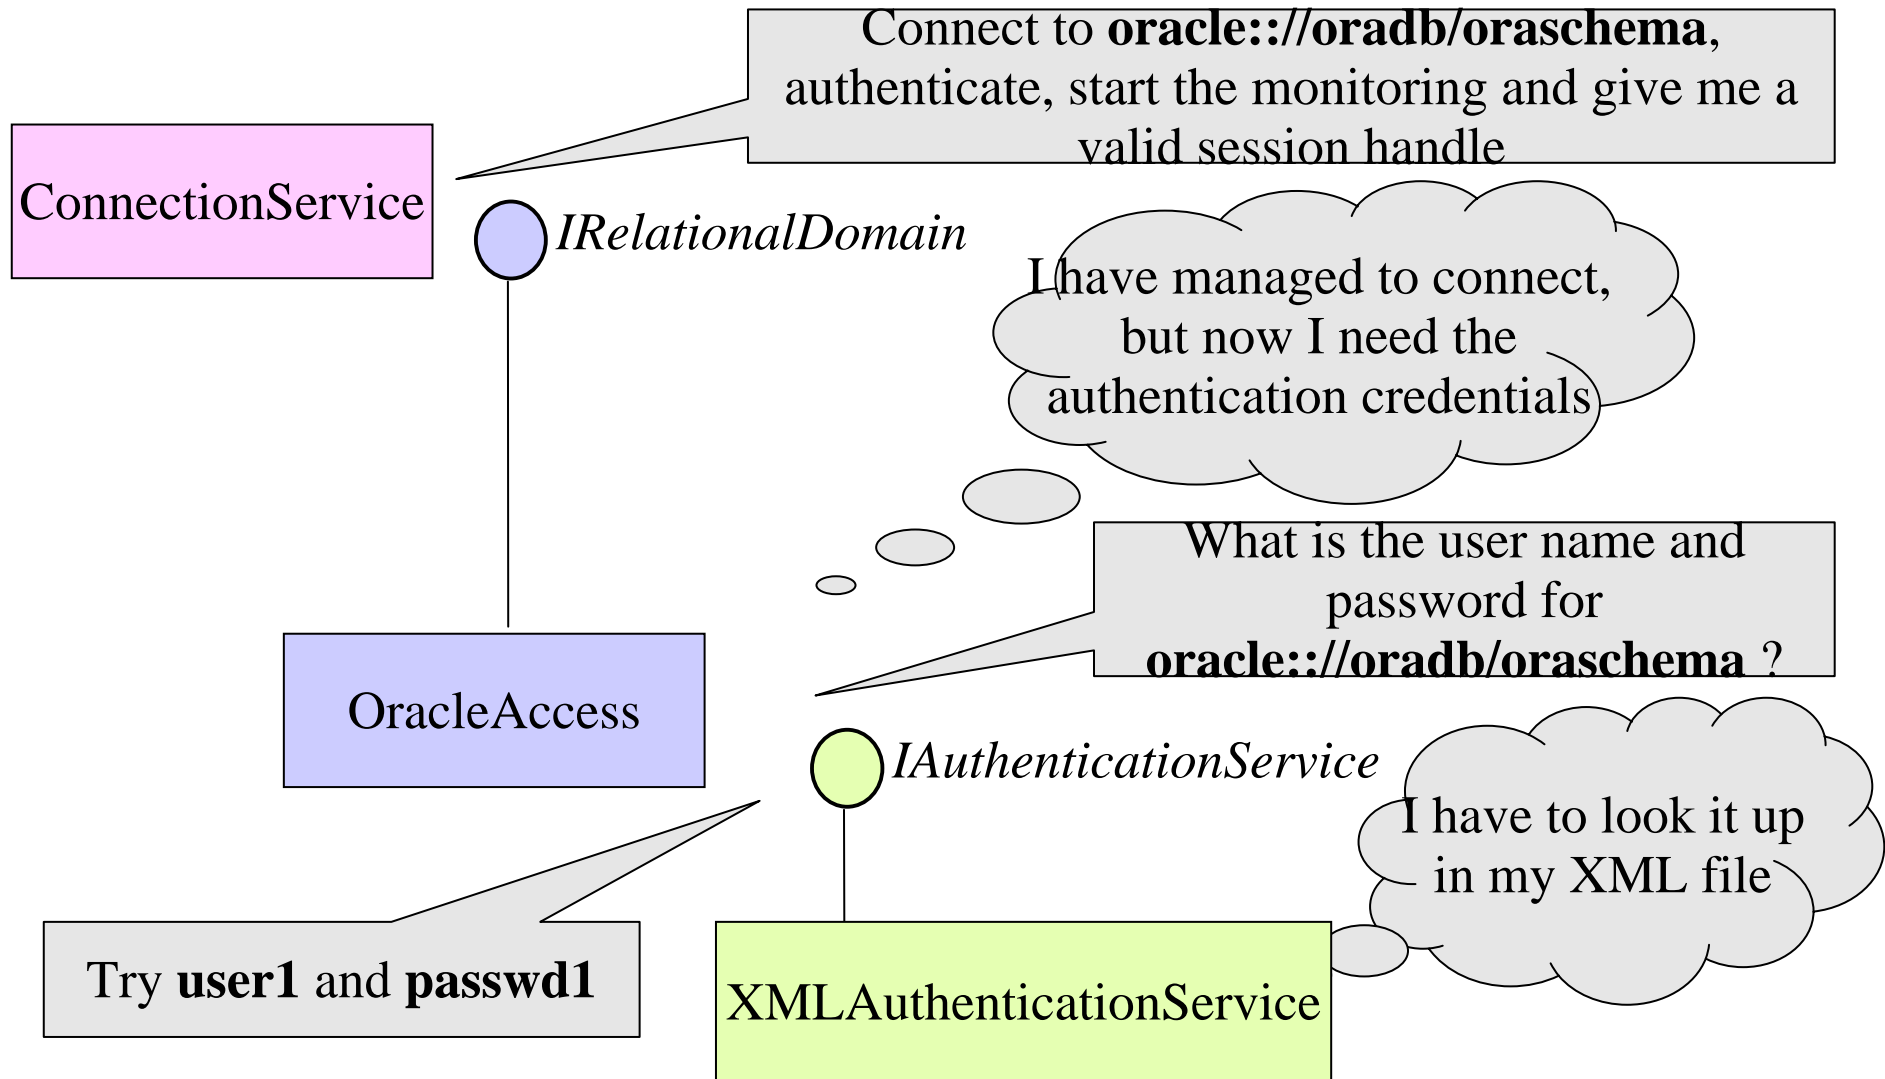 Connect to oracle:://oradb/oraschema,
authenticate, start the monitoring and give me a
valid session handle
ConnectionService
IRelationalDomain
I have managed to connect,
but now I need the
authentication credentials
What is the user name and
password for
oracle:://oradb/oraschema ?
OracleAccess
IAuthenticationService
I have to look it up
in my XML file
Try user1 and passwd1
XMLAuthenticationService